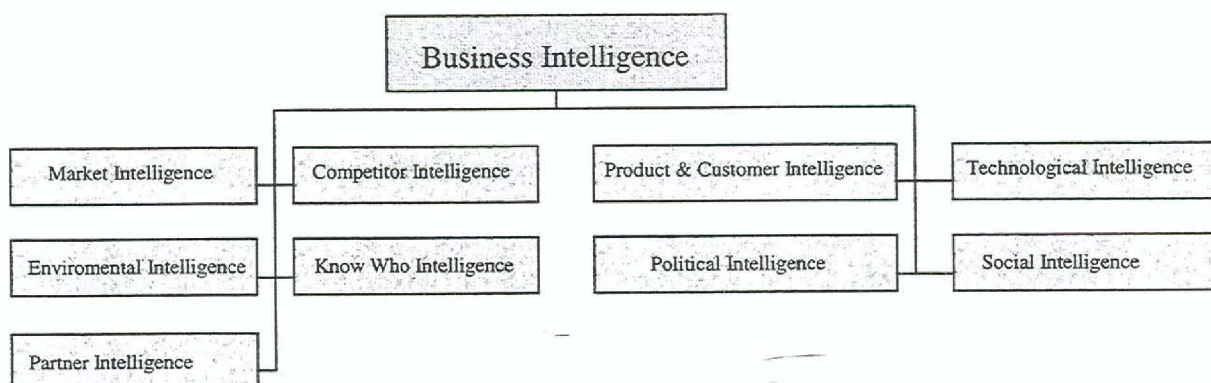 Business Intelligence
Market Intelligence
Competitor Intelligence
Product & Customer Intelligence
Technological Intelligence
Enviromental Intelligence
Know Who Intelligence
Political Intelligence
Social Intelligence
Partner Intelligence